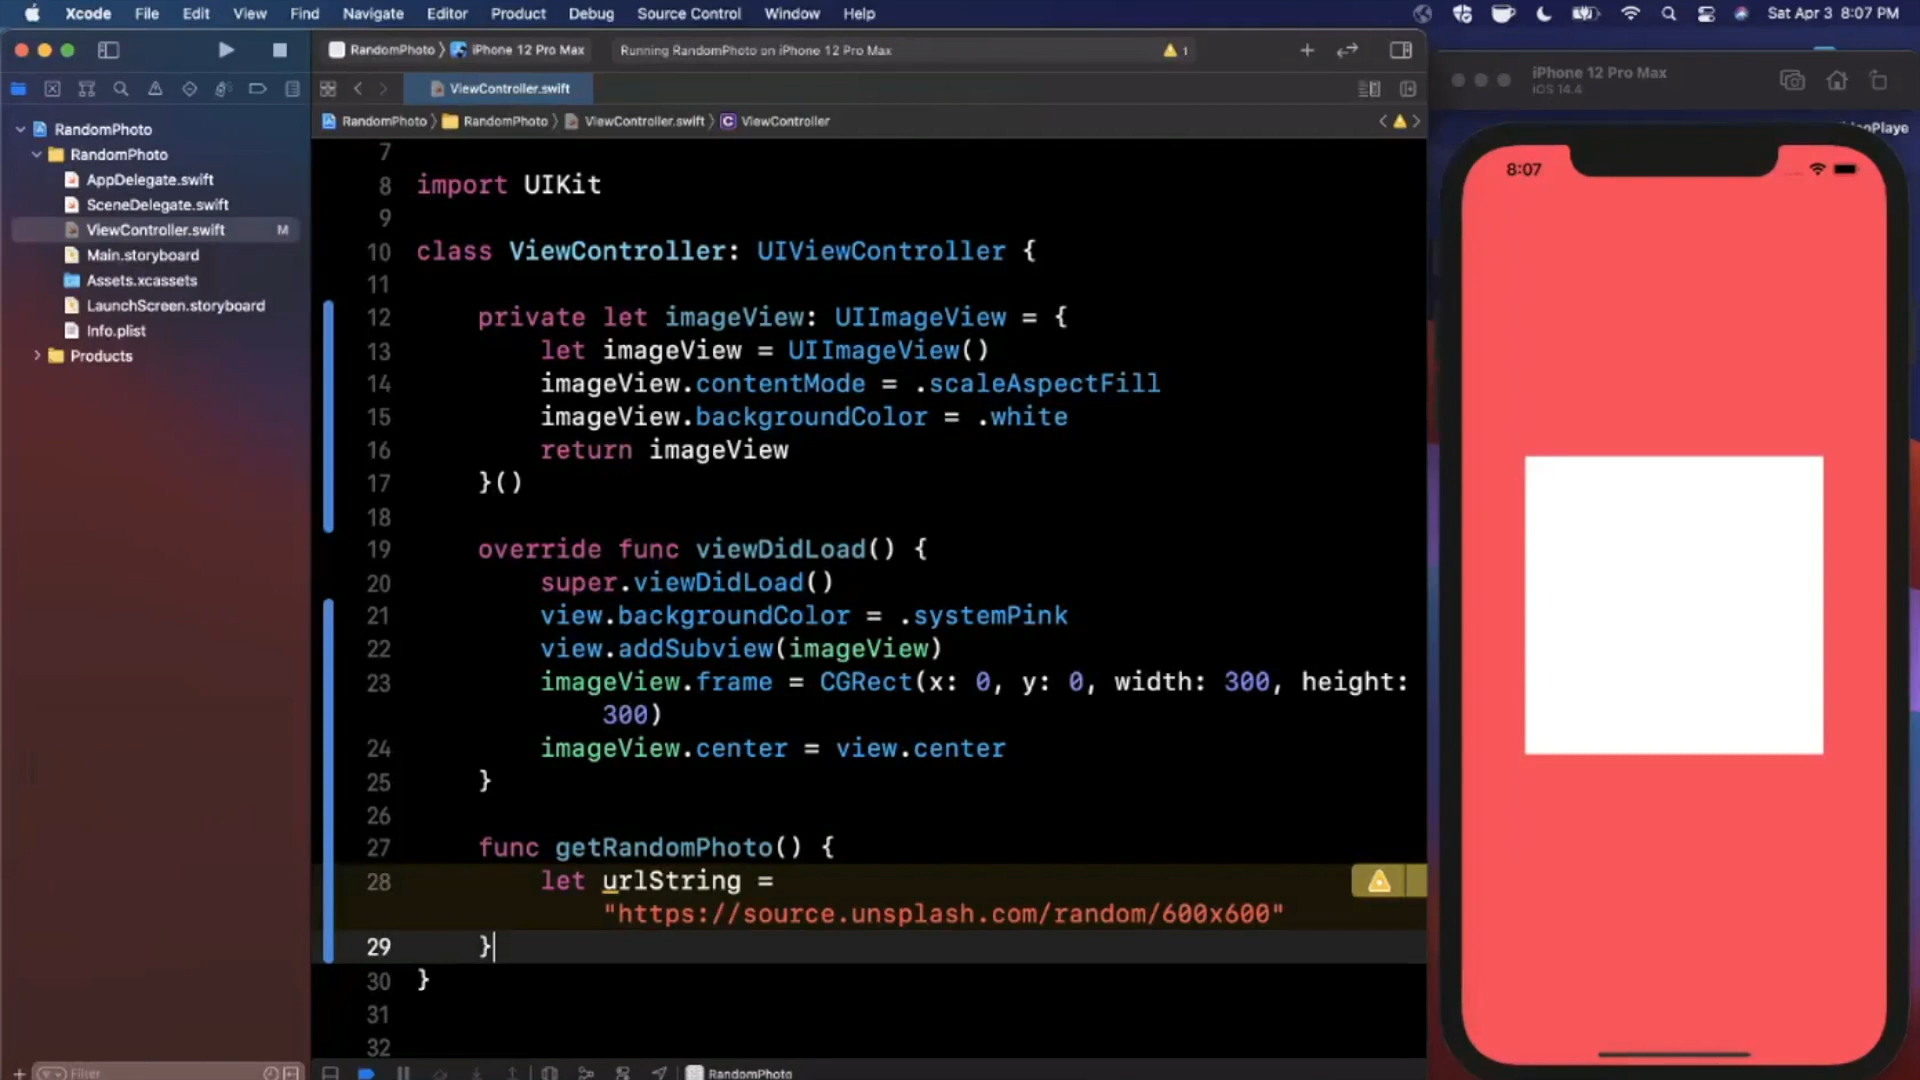 Xcode File Edit View Find Navigate Editor Product Debug Source Control Window Help Sat Apr 3 8:07 PM
RandomPhoto iPhone 12 Pro Max Running RandomPhoto on iPhone 12 Pro Max 1
iPhone 12 Pro Max
iOS 14.4
ViewController.swift
RandomPhoto RandomPhoto ViewController.swift C ViewController
RandomPhoto
RandomPhoto
AppDelegate.swift
SceneDelegate.swift
ViewController.swift M
Main.storyboard
Assets.xcassets
LaunchScreen.storyboard
Info.plist
Products
Filter
7
8 import UIKit
9
10 class ViewController: UIViewController {
11
12 private let imageView: UIImageView = {
13 let imageView = UIImageView()
14 imageView.contentMode = .scaleAspectFill
15 imageView.backgroundColor = .white
16 return imageView
17 }()
18
19 override func viewDidLoad() {
20 super.viewDidLoad()
21 view.backgroundColor = .systemPink
22 view.addSubview(imageView)
23 imageView.frame = CGRect(x: 0, y: 0, width: 300, height:
300)
24 imageView.center = view.center
25 }
26
27 func getRandomPhoto() {
28 let urlString =
"https://source.unsplash.com/random/600x600"
29 }
30 }
31
32
RandomPhoto
8:07